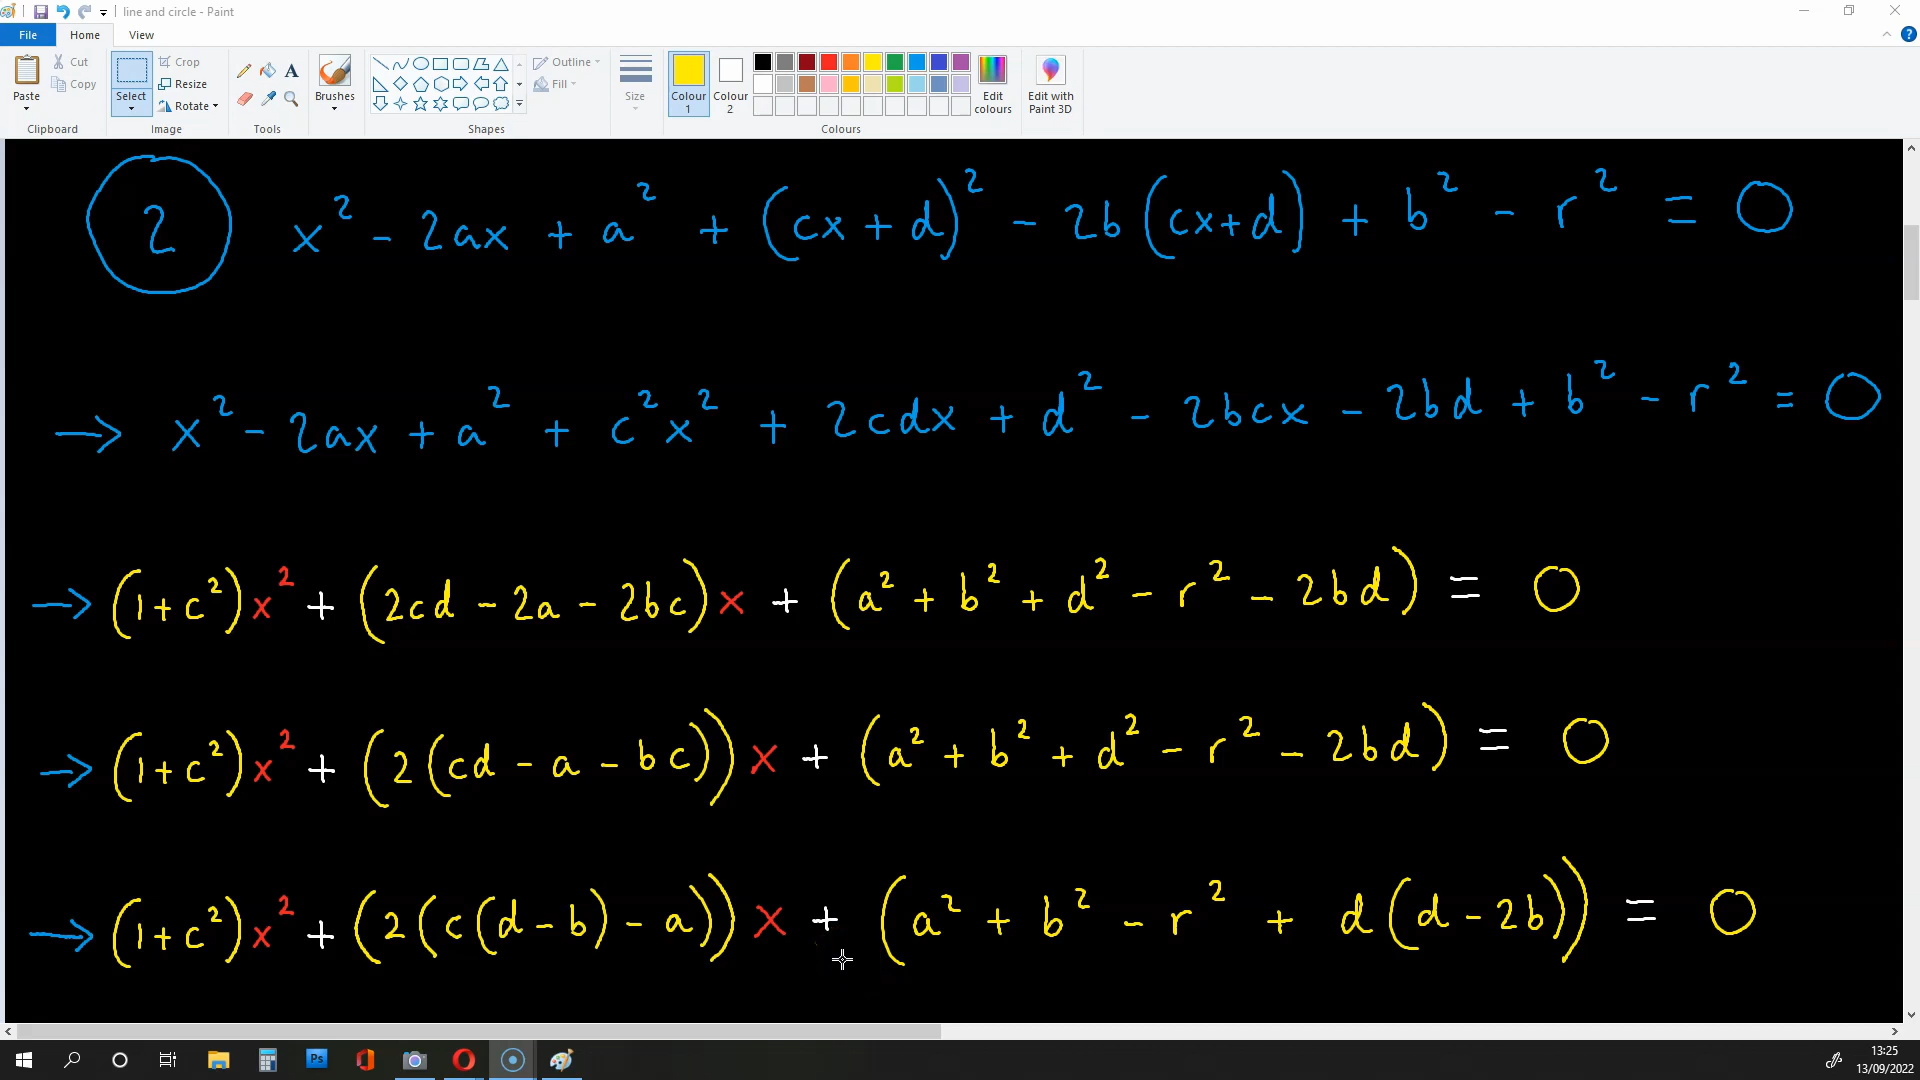 line and circle - Paint
File Home View
Paste Cut Copy Clipboard
Select Crop Resize Rotate Image
Tools
Brushes
Outline Fill Shapes
Size
Colour 1 Colour 2 Edit colours Colours
Edit with Paint 3D
2 x² - 2ax + a² + (cx + d)² - 2b(cx+d) + b² - r² = 0
→ x² - 2ax + a² + c²x² + 2cdx + d² - 2bcx - 2bd + b² - r² = 0
→ (1+c²)x² + (2cd - 2a - 2bc)x + (a² + b² + d² - r² - 2bd) = 0
→ (1+c²)x² + (2(cd - a - bc))x + (a² + b² + d² - r² - 2bd) = 0
→ (1+c²)x² + (2(c(d-b) - a))x + (a² + b² - r² + d(d-2b)) = 0
Ps
13:25
13/09/2022